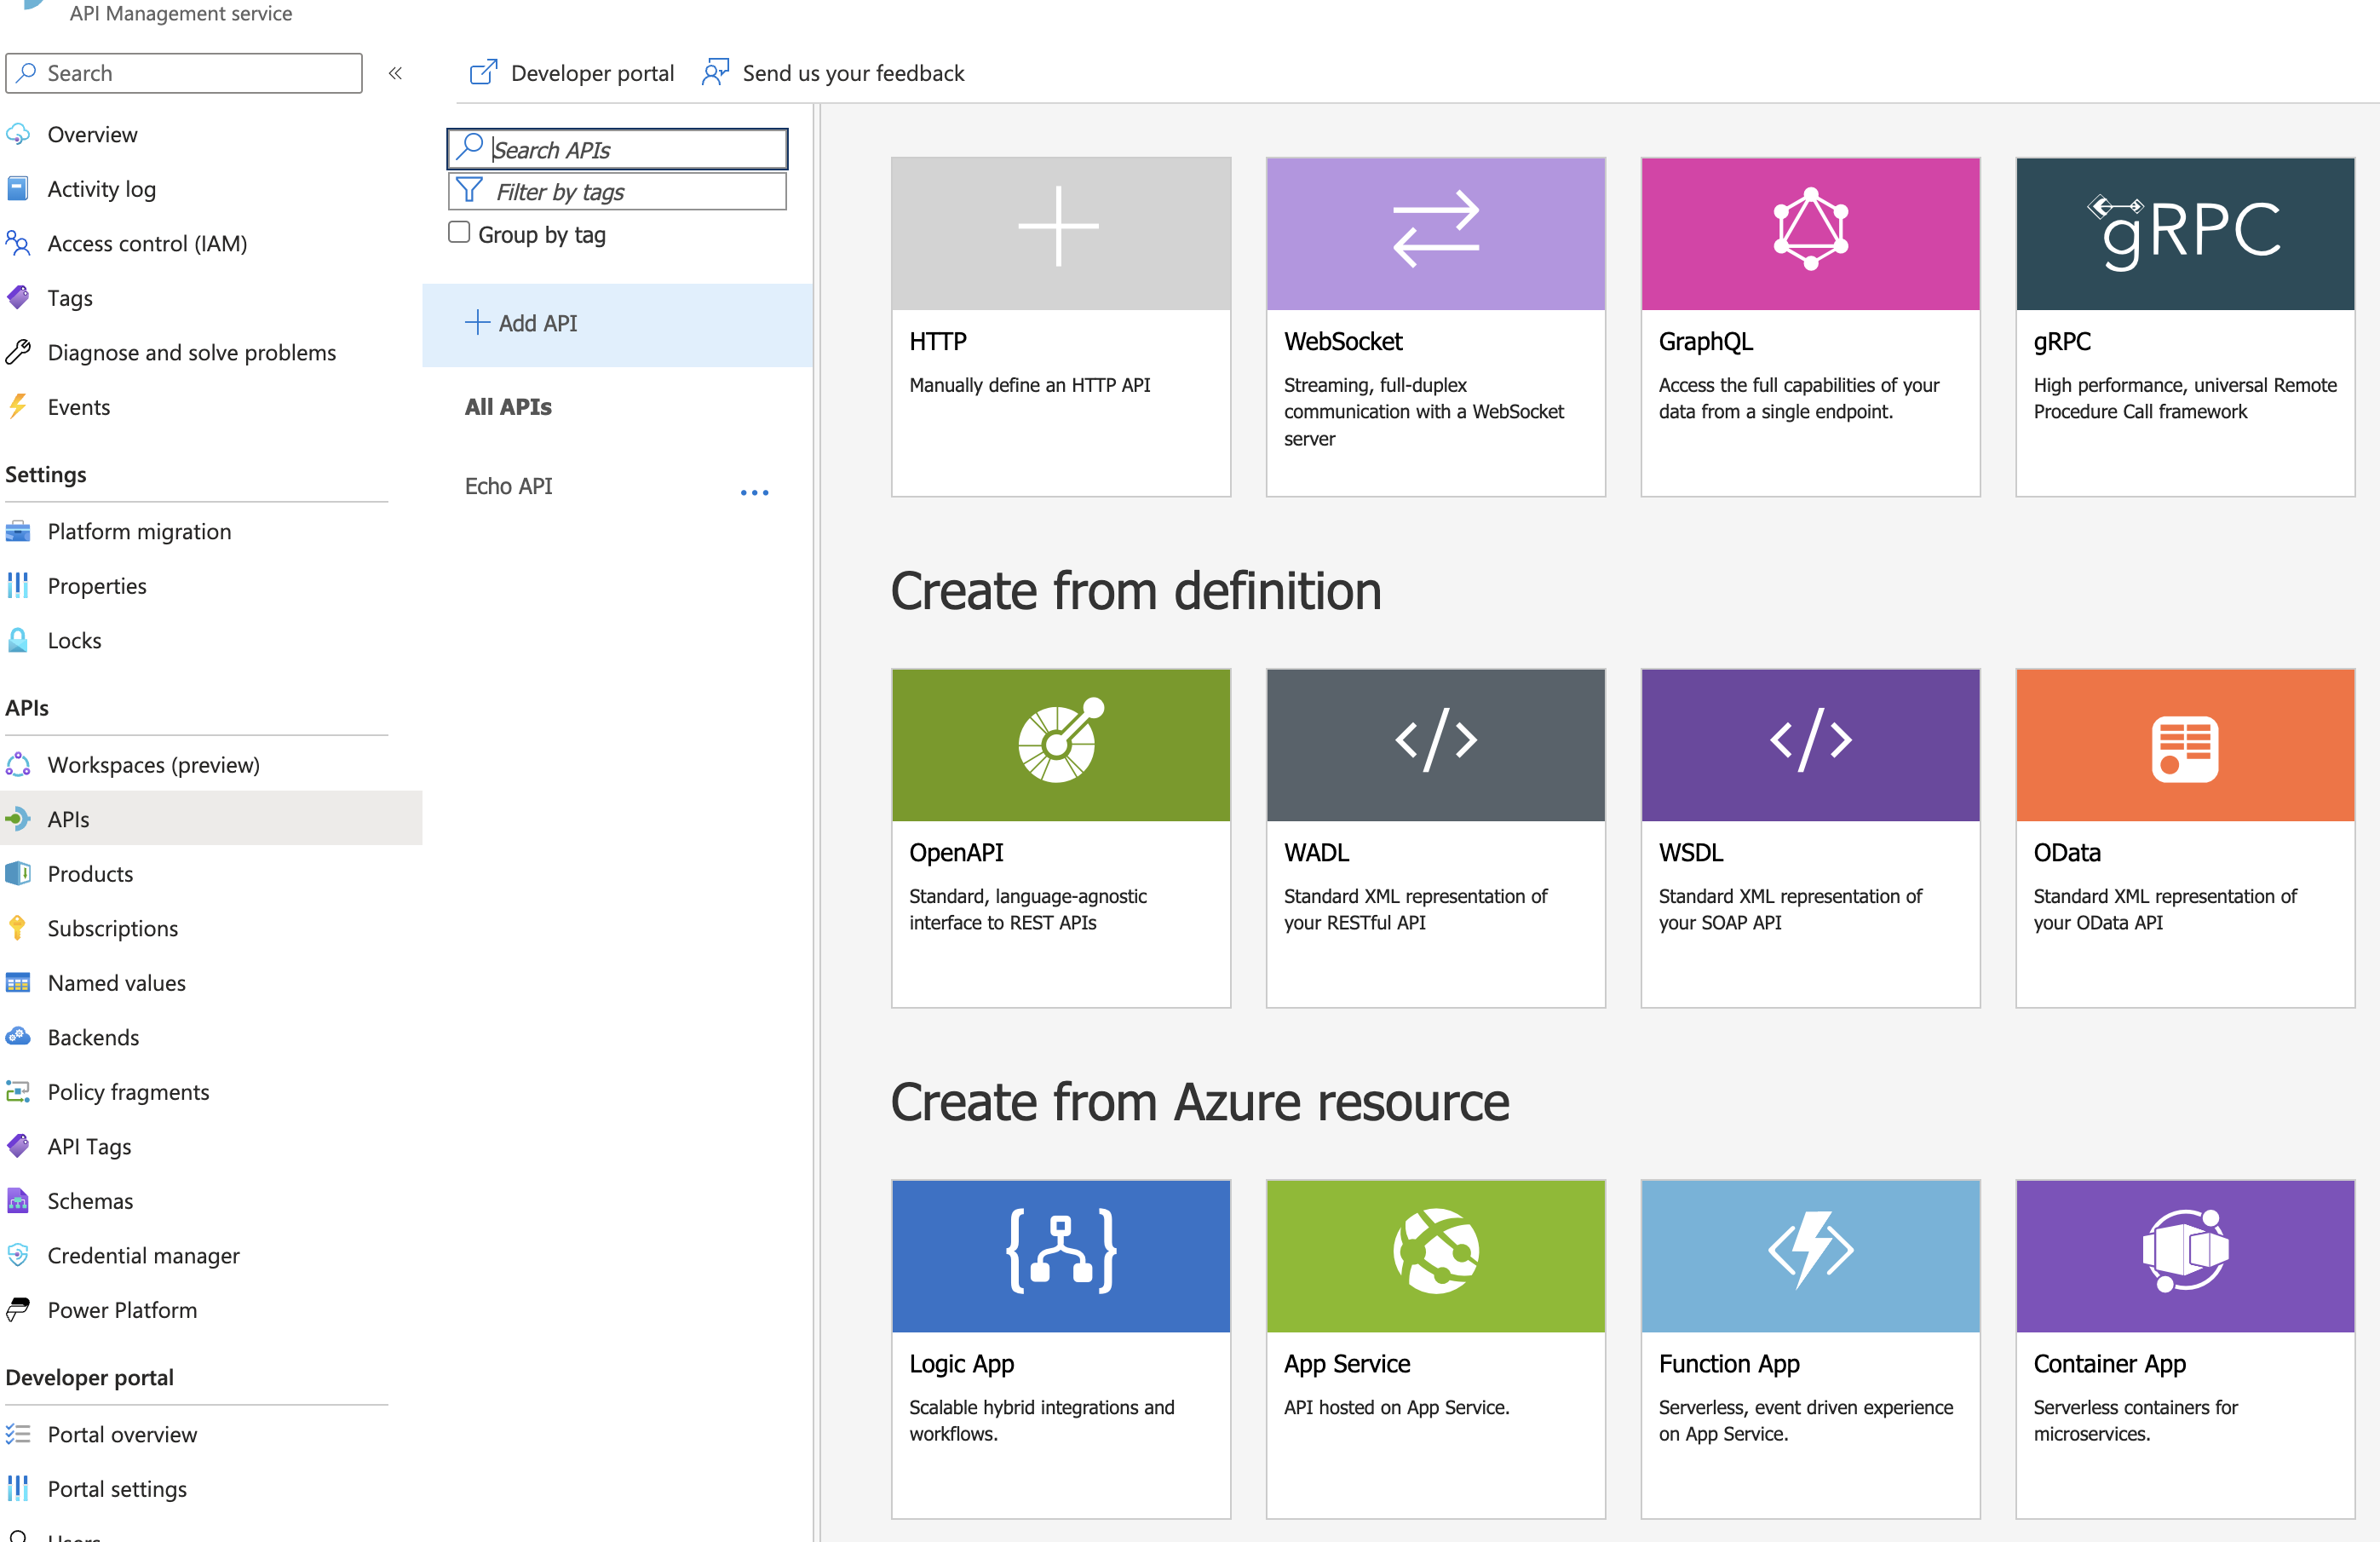 API Management service
Search
«
Developer portal
Send us your feedback
Overview
Activity log
Access control (IAM)
Tags
Diagnose and solve problems
Events
Settings
Platform migration
Properties
Locks
APIs
Workspaces (preview)
APIs
Products
Subscriptions
Named values
Backends
Policy fragments
API Tags
Schemas
Credential manager
Power Platform
Developer portal
Portal overview
Portal settings
Users
Search APIs
Filter by tags
Group by tag
Add API
All APIs
Echo API
...
HTTP
Manually define an HTTP API
WebSocket
Streaming, full-duplex
communication with a WebSocket
server
GraphQL
Access the full capabilities of your
data from a single endpoint.
gRPC
gRPC
High performance, universal Remote
Procedure Call framework
Create from definition
OpenAPI
Standard, language-agnostic
interface to REST APIs
</>
WADL
Standard XML representation of
your RESTful API
</>
WSDL
Standard XML representation of
your SOAP API
OData
Standard XML representation of
your OData API
Create from Azure resource
Logic App
Scalable hybrid integrations and
workflows.
App Service
API hosted on App Service.
Function App
Serverless, event driven experience
on App Service.
Container App
Serverless containers for
microservices.